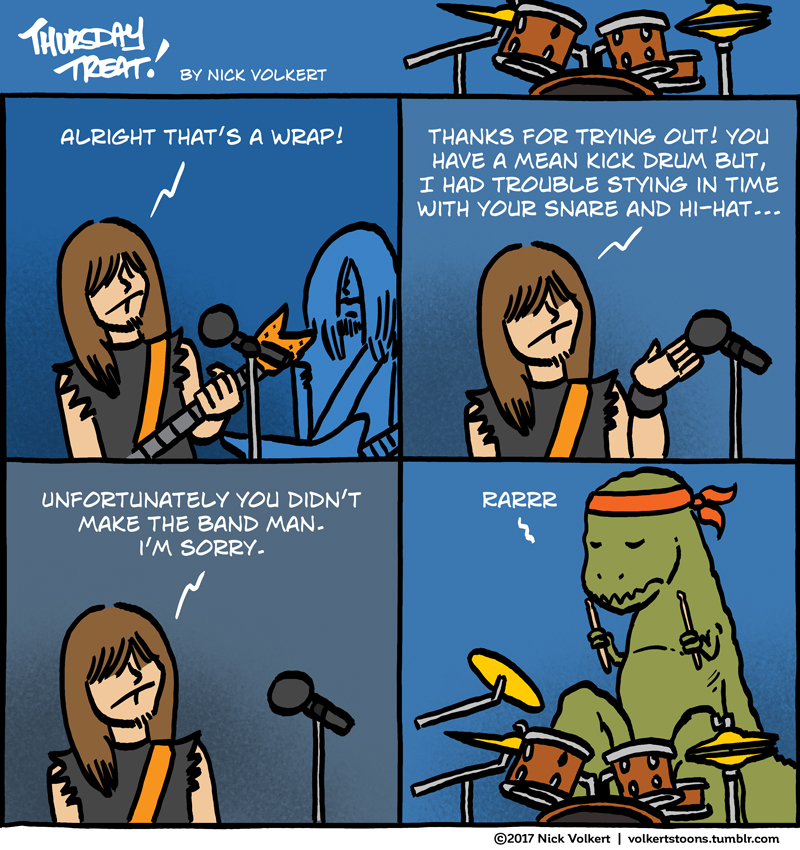 THURSDAY
TREAT!
BY NICK VOLKERT
ALRIGHT THAT'S A WRAP!
THANKS FOR TRYING OUT! YOU
HAVE A MEAN KICK DRUM BUT,
I HAD TROUBLE STYING IN TIME
WITH YOUR SNARE AND HI-HAT...
UNFORTUNATELY YOU DIDN'T
MAKE THE BAND MAN.
I'M SORRY.
RARRR
©2017 Nick Volkert | volkertstoons.tumblr.com